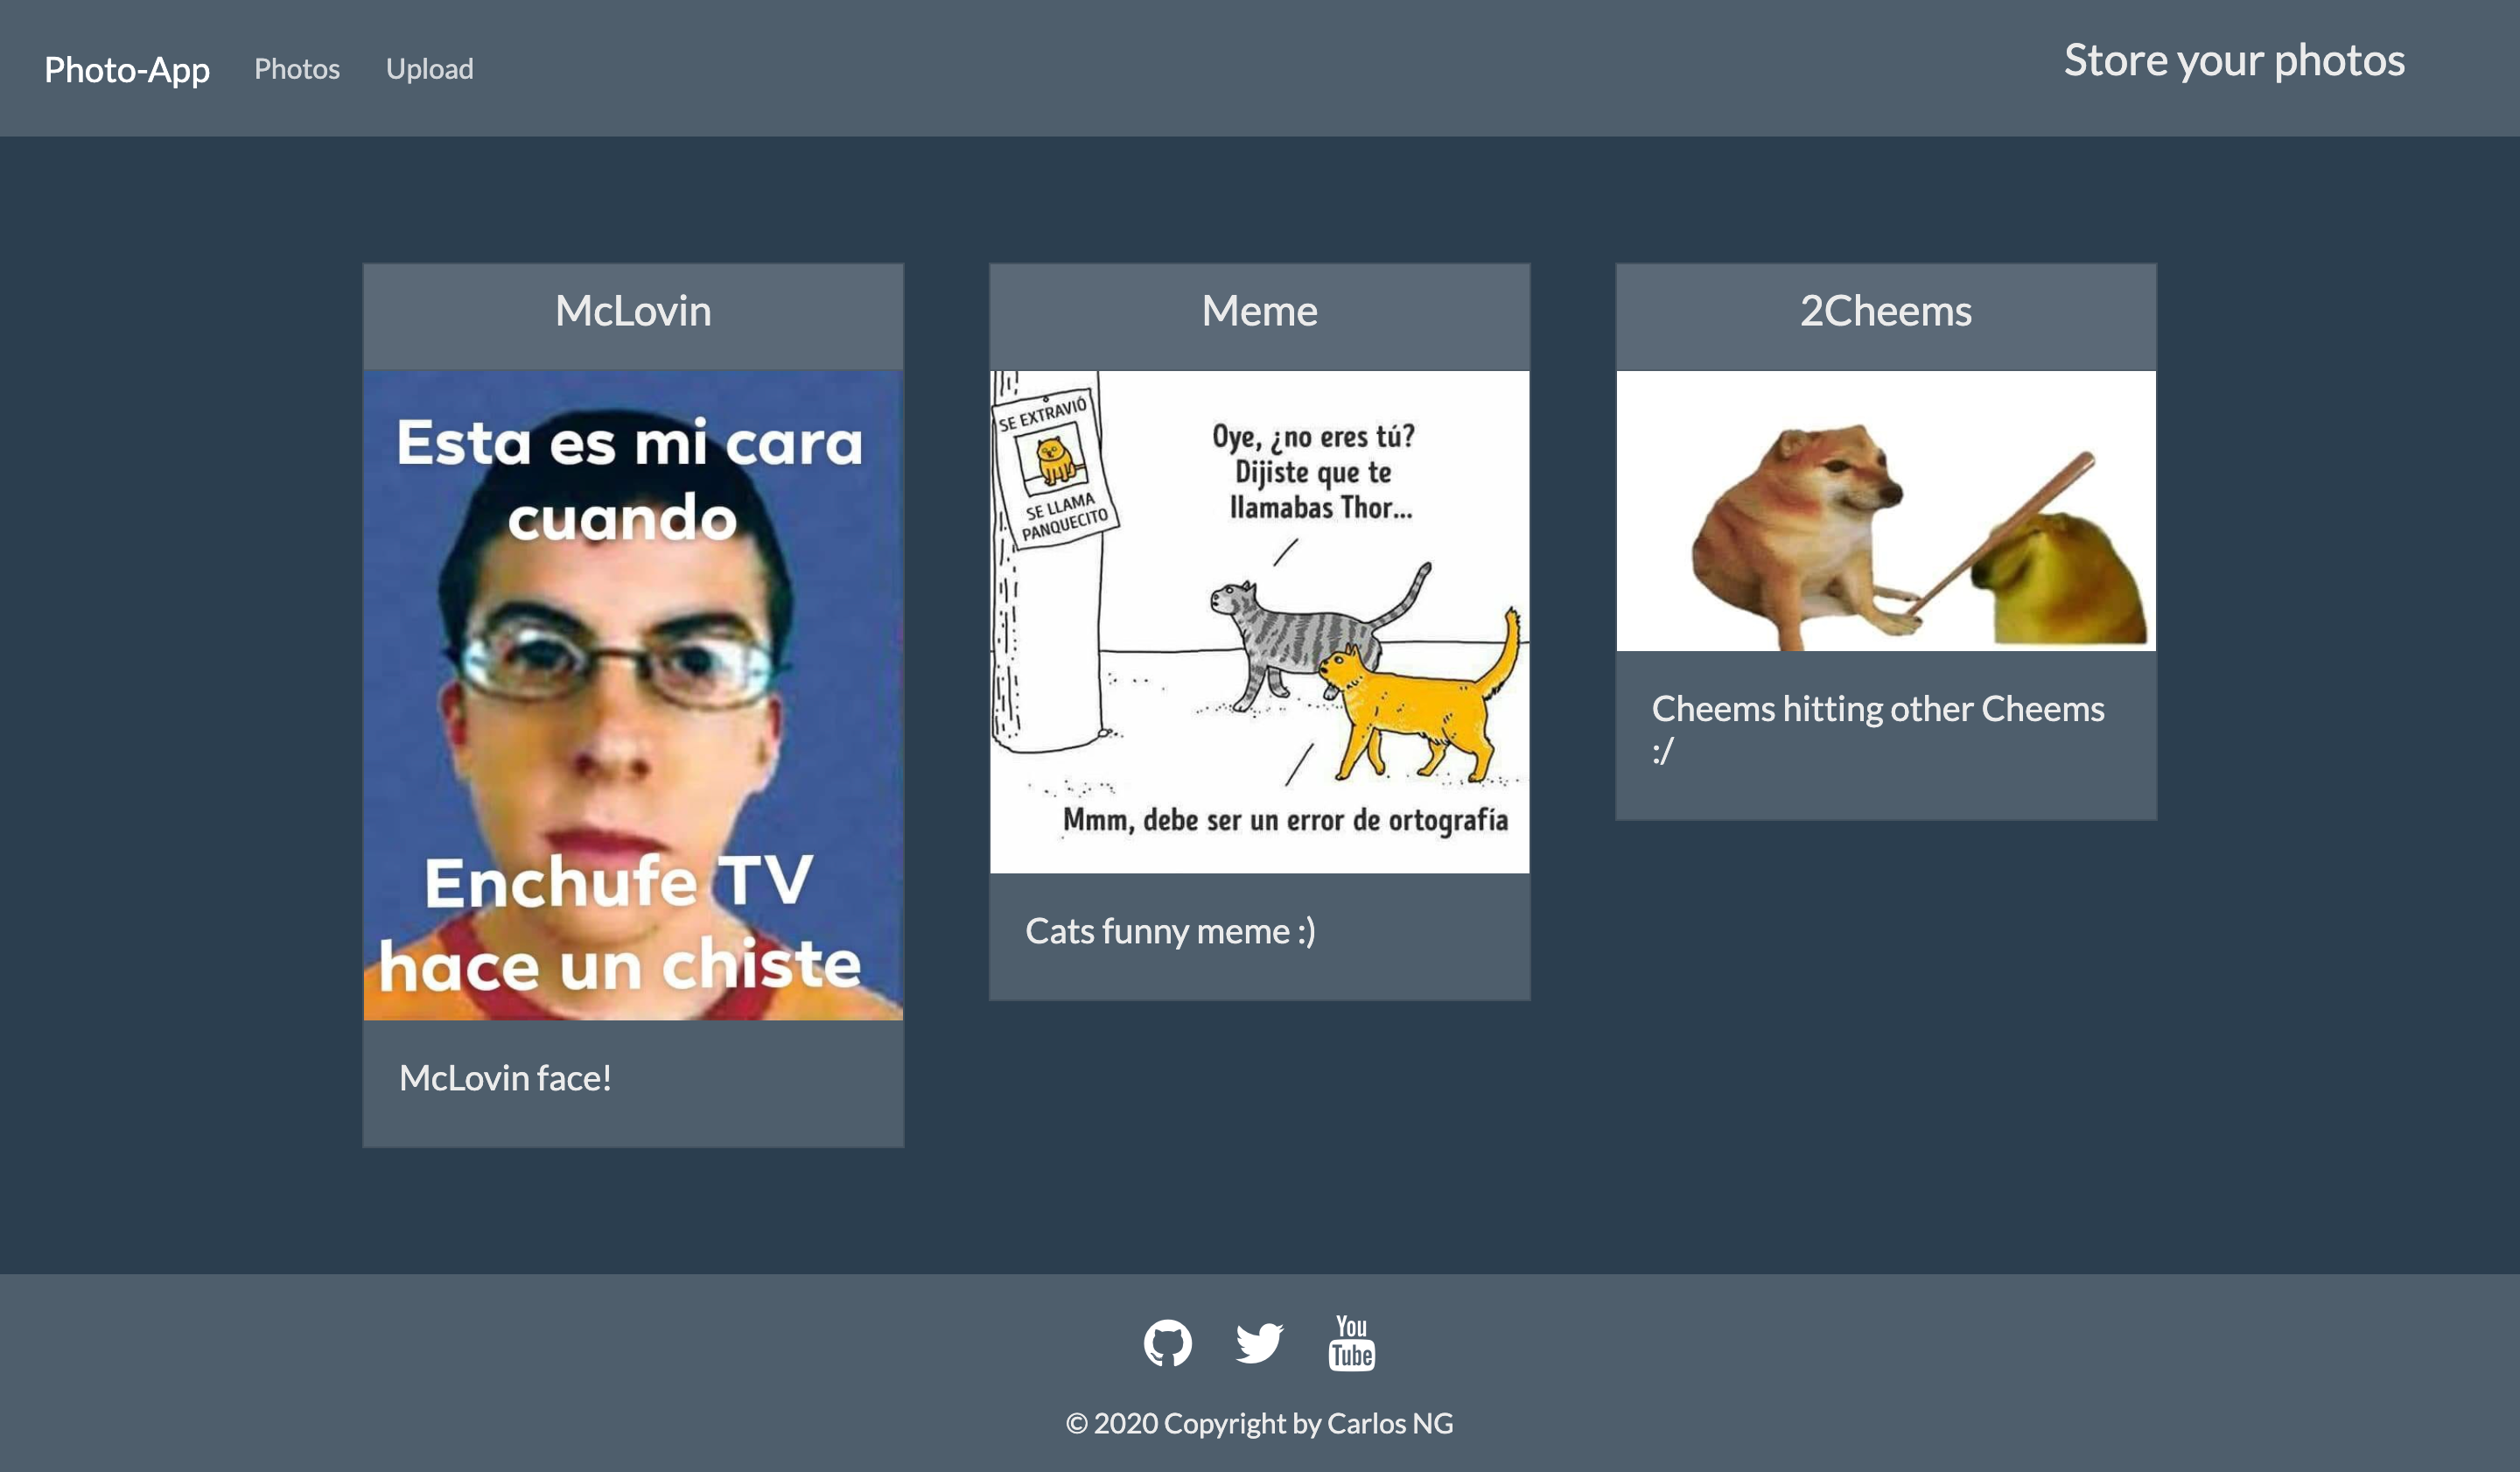 Photo-App
Photos
Upload
Store your photos
McLovin
Esta es mi cara
cuando
Enchufe TV
hace un chiste
McLovin face!
Meme
SE EXTRAVIÓ
SE LLAMA
PANQUECITO
Oye, ¿no eres tú?
Dijiste que te
llamabas Thor...
Mmm, debe ser un error de ortografía
Cats funny meme :)
2Cheems
Cheems hitting other Cheems
:/
You
Tube
© 2020 Copyright by Carlos NG